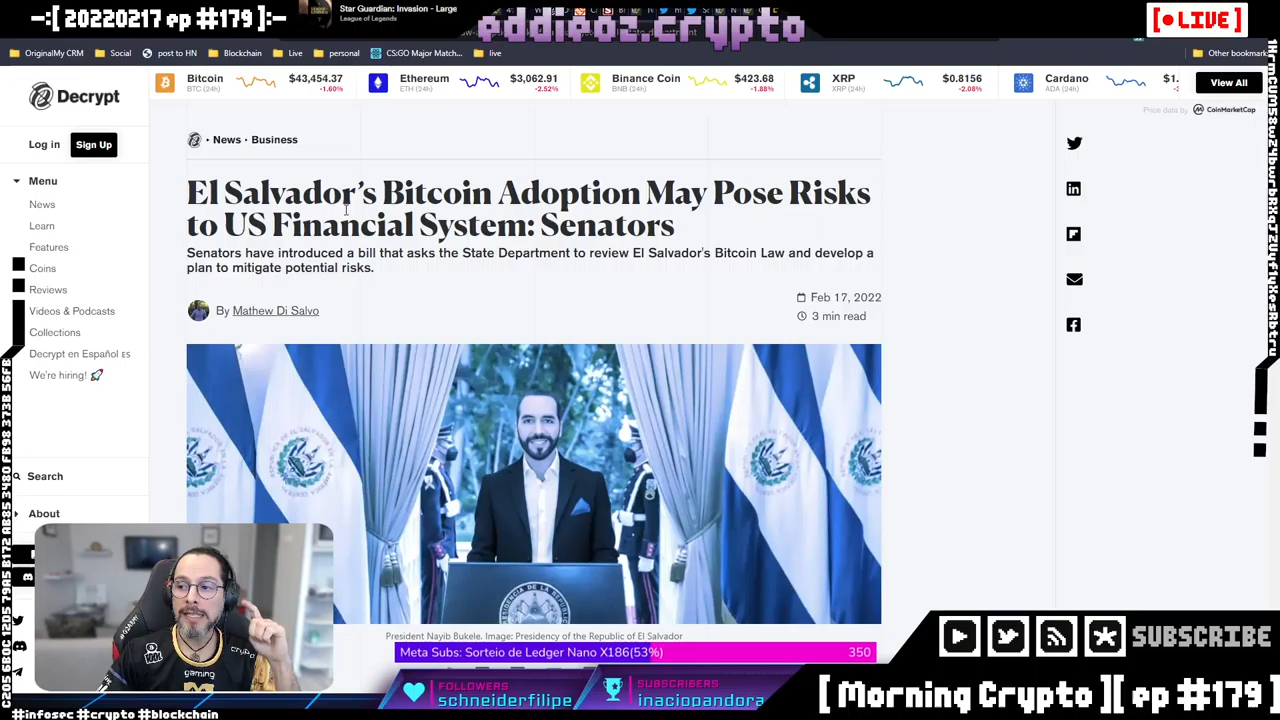 -:[ 20220217 ep #179 ]:-
Star Guardian: Invasion - Large
League of Legends
eddieoz.crypto
[ LIVE ]
OriginalMy CRM
Social
post to HN
Blockchain
Live
personal
CS:GO Major Match...
live
Other bookmark
Decrypt
Bitcoin
BTC (24h)
$43,454.37
-1.60%
Ethereum
ETH (24h)
$3,062.91
-2.52%
Binance Coin
BNB (24h)
$423.68
-1.88%
XRP
XRP (24h)
$0.8156
-2.08%
Cardano
ADA (24h)
$1.
View All
Price data by CoinMarketCap
Log in
Sign Up
Menu
News
Learn
Features
Coins
Reviews
Videos & Podcasts
Collections
Decrypt en Español ES
We're hiring!
Search
About
· News · Business
El Salvador's Bitcoin Adoption May Pose Risks
to US Financial System: Senators
Senators have introduced a bill that asks the State Department to review El Salvador's Bitcoin Law and develop a
plan to mitigate potential risks.
By Mathew Di Salvo
Feb 17, 2022
3 min read
President Nayib Bukele. Image: Presidency of the Republic of El Salvador
Meta Subs: Sorteio de Ledger Nano X186(53%)
350
FOLLOWERS
schneiderfilipe
SUBSCRIBERS
inaciopandora
SUBSCRIBE
[ Morning Crypto ][ ep #179 ]
#infosec #crypto #blockchain
crypto
gaming